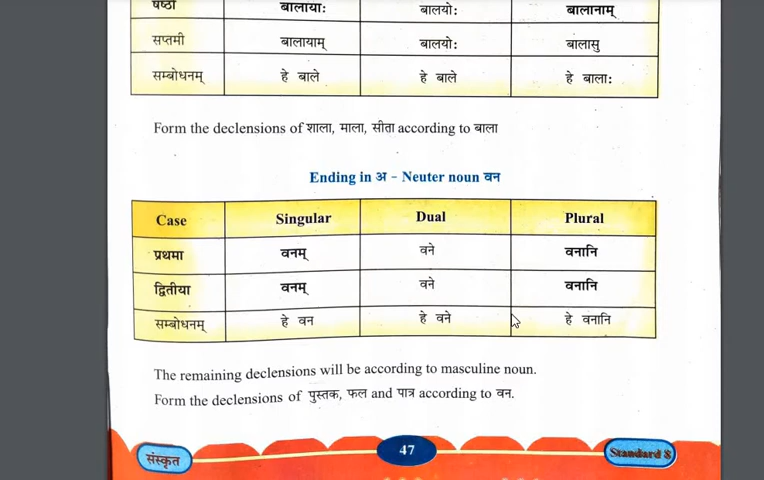 षष्ठी बालायाः बालयोः बालानाम्
सप्तमी बालायाम् बालयोः बालासु
सम्बोधनम् हे बाले हे बाले हे बालाः
Form the declensions of शाला, माला, सीता according to बाला
Ending in अ - Neuter noun वन
Case Singular Dual Plural
प्रथमा वनम् वने वनानि
द्वितीया वनम् वने वनानि
सम्बोधनम् हे वन हे वने हे वनानि
The remaining declensions will be according to masculine noun.
Form the declensions of पुस्तक, फल and पात्र according to वन.
संस्कृत 47 Standard 8